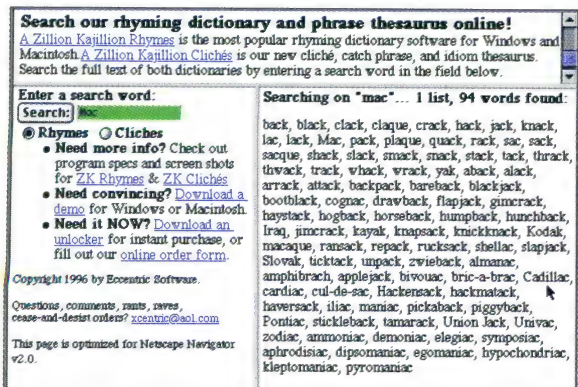 Search our rhyming dictionary and phrase thesaurus online!
A Zillion Kajillion Rhymes is the most popular rhyming dictionary software for Windows and
Macintosh. A Zillion Kajillion Clichés is our new cliché, catch phrase, and idiom thesaurus.
Search the full text of both dictionaries by entering a search word in the field below.
Enter a search word:
Search: Mac
Rhymes Cliches
Need more info? Check out
program specs and screen shots
for ZK Rhymes & ZK Clichés
Need convincing? Download a
demo for Windows or Macintosh.
Need it NOW? Download an
unlocker for instant purchase, or
fill out our online order form.
Copyright 1996 by Eccentric Software.
Questions, comments, rants, raves,
cease-and-desist orders? xcentric@aol.com
This page is optimized for Netscape Navigator
v2.0.
Searching on "mac"... 1 list, 94 words found:
back, black, clack, claque, crack, hack, jack, knack,
lac, lack, Mac, pack, plaque, quack, rack, sac, sack,
sacque, shack, slack, smack, snack, stack, tack, thrack,
thwack, track, whack, wrack, yak, aback, alack,
arrack, attack, backpack, bareback, blackjack,
bootblack, cognac, drawback, flapjack, gimcrack,
haystack, hogback, horseback, humpback, hunchback,
Iraq, jimcrack, kayak, knapsack, knickknack, Kodak,
macaque, ransack, repack, rucksack, shellac, slapjack,
Slovak, ticktack, unpack, zwieback, almanac,
amphibrach, applejack, bivouac, bric-a-brac, Cadillac,
cardiac, cul-de-sac, Hackensack, hackmatack,
haversack, iliac, maniac, pickaback, piggyback,
Pontiac, stickleback, tamarack, Union Jack, Univac,
zodiac, ammoniac, demoniac, elegiac, symposiac,
aphrodisiac, dipsomaniac, egomaniac, hypochondriac,
kleptomaniac, pyromaniac